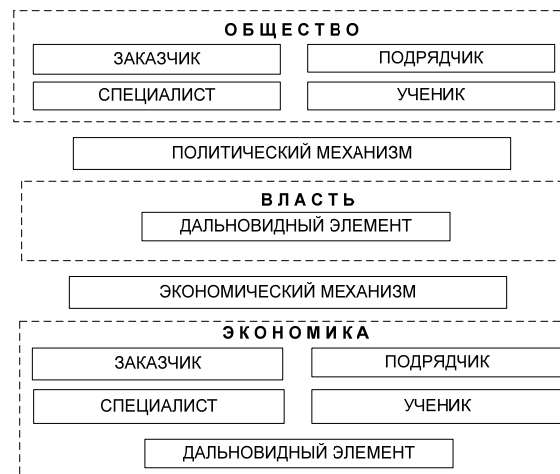 ОБЩЕСТВО
ЗАКАЗЧИК ПОДРЯДЧИК
СПЕЦИАЛИСТ УЧЕНИК
ПОЛИТИЧЕСКИЙ МЕХАНИЗМ
ВЛАСТЬ
ДАЛЬНОВИДНЫЙ ЭЛЕМЕНТ
ЭКОНОМИЧЕСКИЙ МЕХАНИЗМ
ЭКОНОМИКА
ЗАКАЗЧИК ПОДРЯДЧИК
СПЕЦИАЛИСТ УЧЕНИК
ДАЛЬНОВИДНЫЙ ЭЛЕМЕНТ